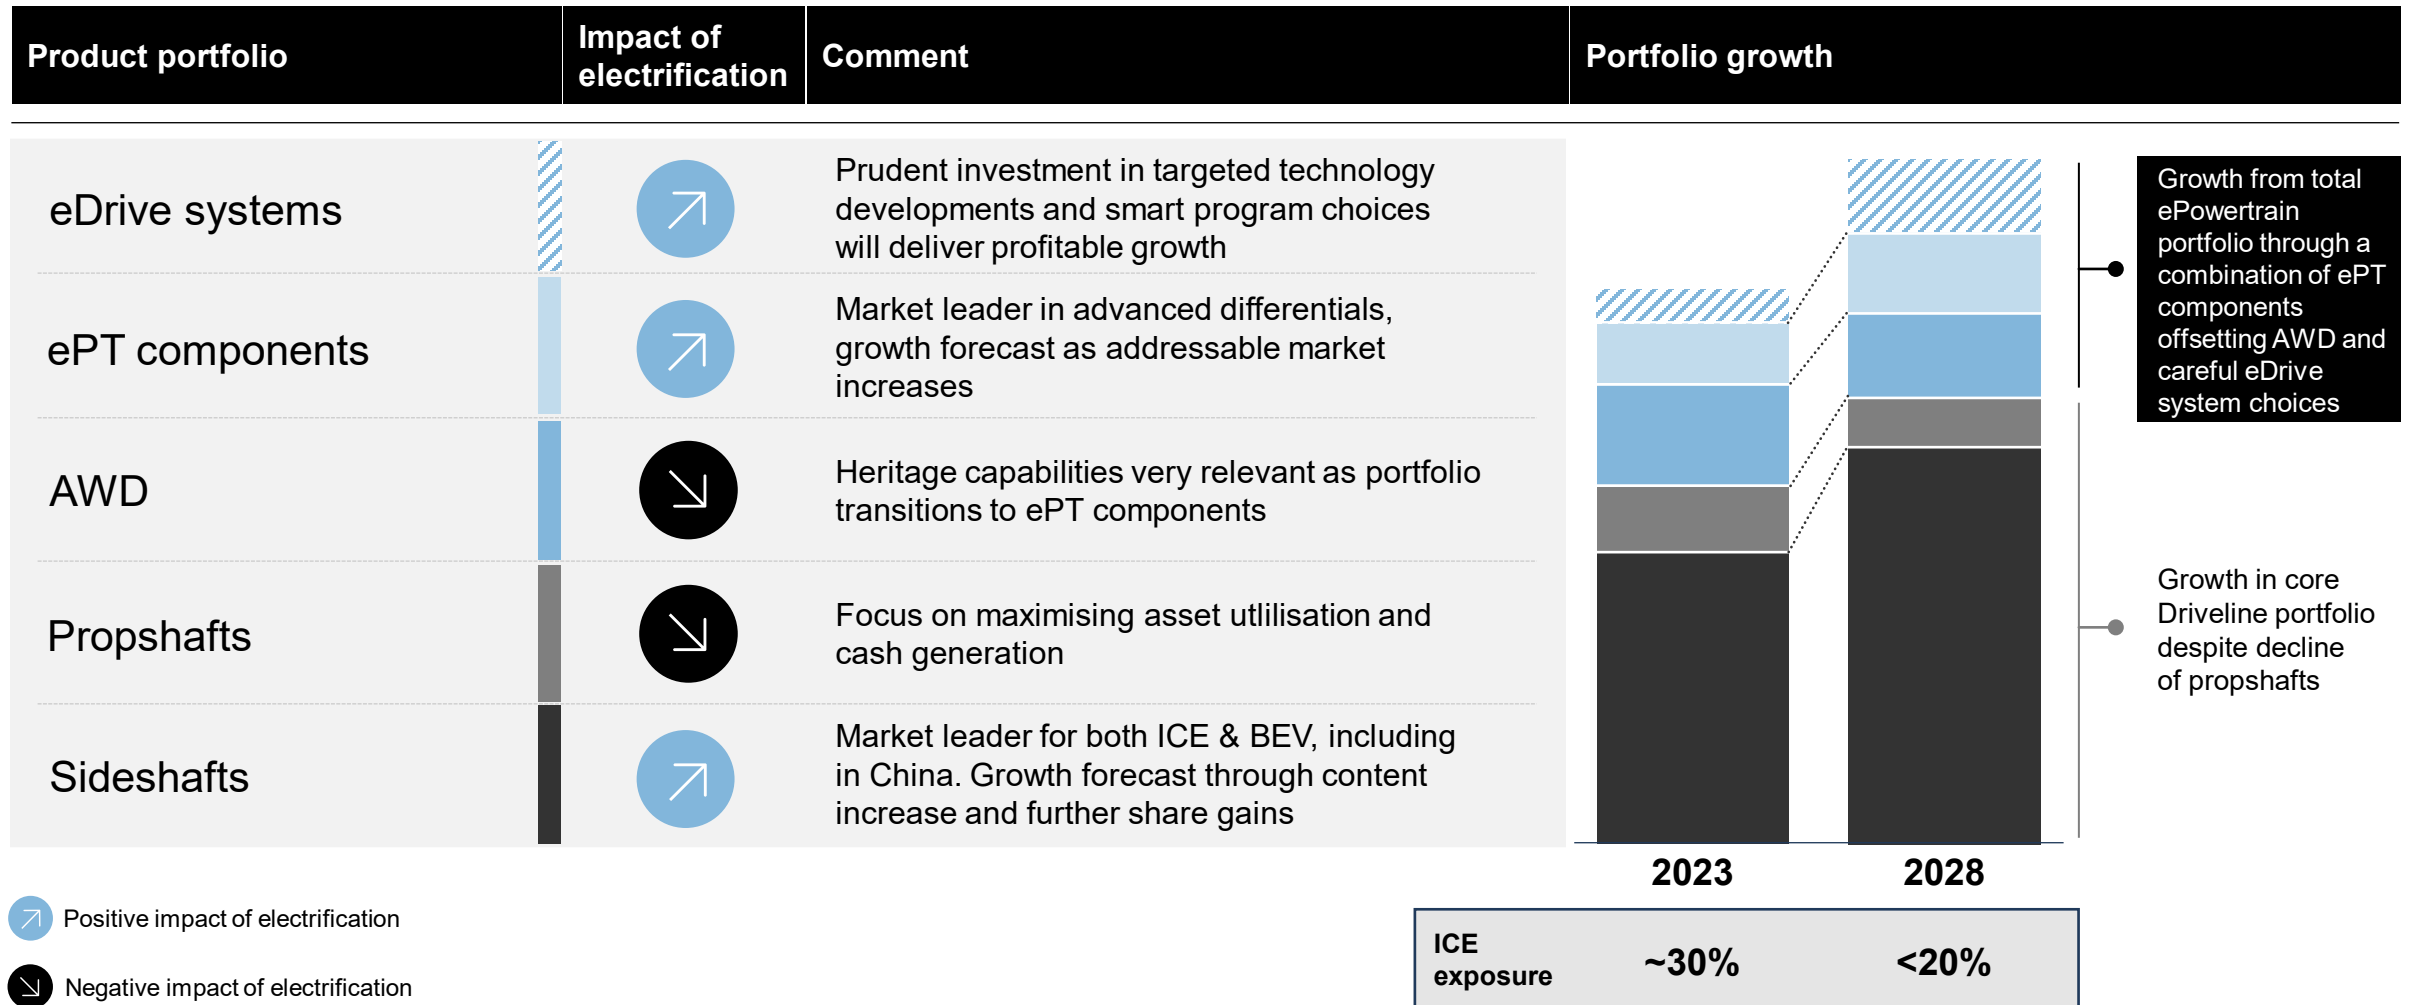 Product portfolio
Impact of
electrification
Comment
Portfolio growth
eDrive systems
Prudent investment in targeted technology
developments and smart program choices
will deliver profitable growth
ePT components
Market leader in advanced differentials,
growth forecast as addressable market
increases
AWD
Heritage capabilities very relevant as portfolio
transitions to ePT components
Propshafts
Focus on maximising asset utlilisation and
cash generation
Sideshafts
Market leader for both ICE & BEV, including
in China. Growth forecast through content
increase and further share gains
Growth from total
ePowertrain
portfolio through a
combination of ePT
components
offsetting AWD and
careful eDrive
system choices
Growth in core
Driveline portfolio
despite decline
of propshafts
2023
2028
ICE
exposure
~30%
<20%
Positive impact of electrification
Negative impact of electrification